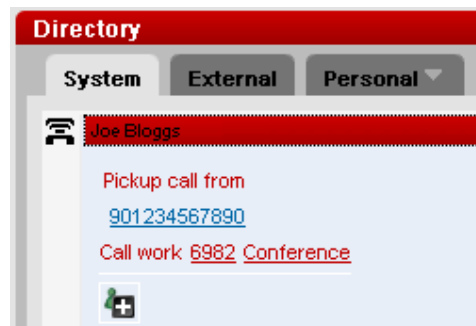 Directory
System External Personal
Joe Bloggs
Pickup call from
901234567890
Call work 6982 Conference